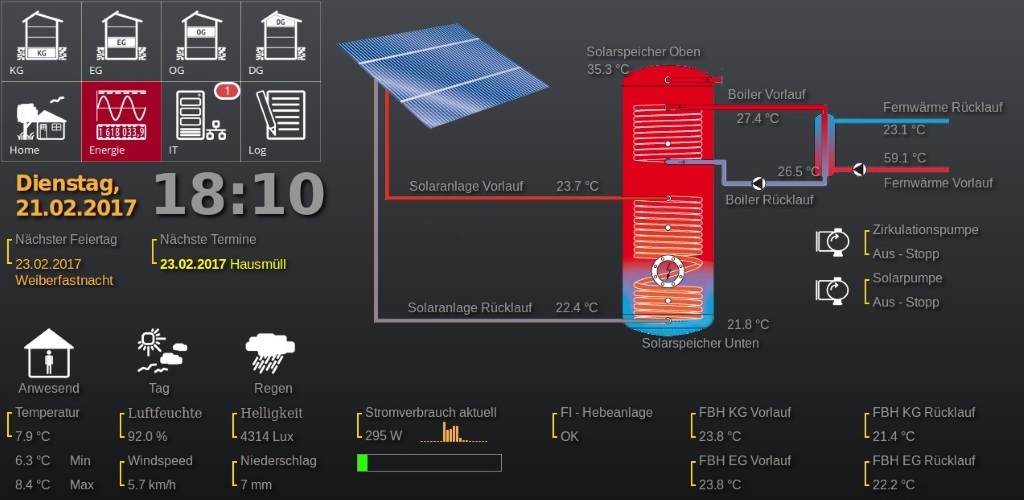 KG
EG
OG
DG
KG
EG
OG
DG
1
1 618 033,9
Home
Energie
IT
Log
Dienstag,
21.02.2017
18:10
Nächster Feiertag
Nächste Termine
23.02.2017
Weiberfastnacht
23.02.2017 Hausmüll
Solarspeicher Oben
35.3 °C
Boiler Vorlauf
27.4 °C
Fernwärme Rücklauf
23.1 °C
59.1 °C
Fernwärme Vorlauf
26.5 °C
Boiler Rücklauf
Solaranlage Vorlauf
23.7 °C
Zirkulationspumpe
Aus - Stopp
Solarpumpe
Aus - Stopp
Solaranlage Rücklauf
22.4 °C
21.8 °C
Solarspeicher Unten
Anwesend
Tag
Regen
Temperatur
Luftfeuchte
Helligkeit
Stromverbrauch aktuell
FI - Hebeanlage
FBH KG Vorlauf
FBH KG Rücklauf
7.9 °C
92.0 %
4314 Lux
295 W
OK
23.8 °C
21.4 °C
6.3 °C Min
Windspeed
Niederschlag
FBH EG Vorlauf
FBH EG Rücklauf
8.4 °C Max
5.7 km/h
7 mm
23.8 °C
22.2 °C